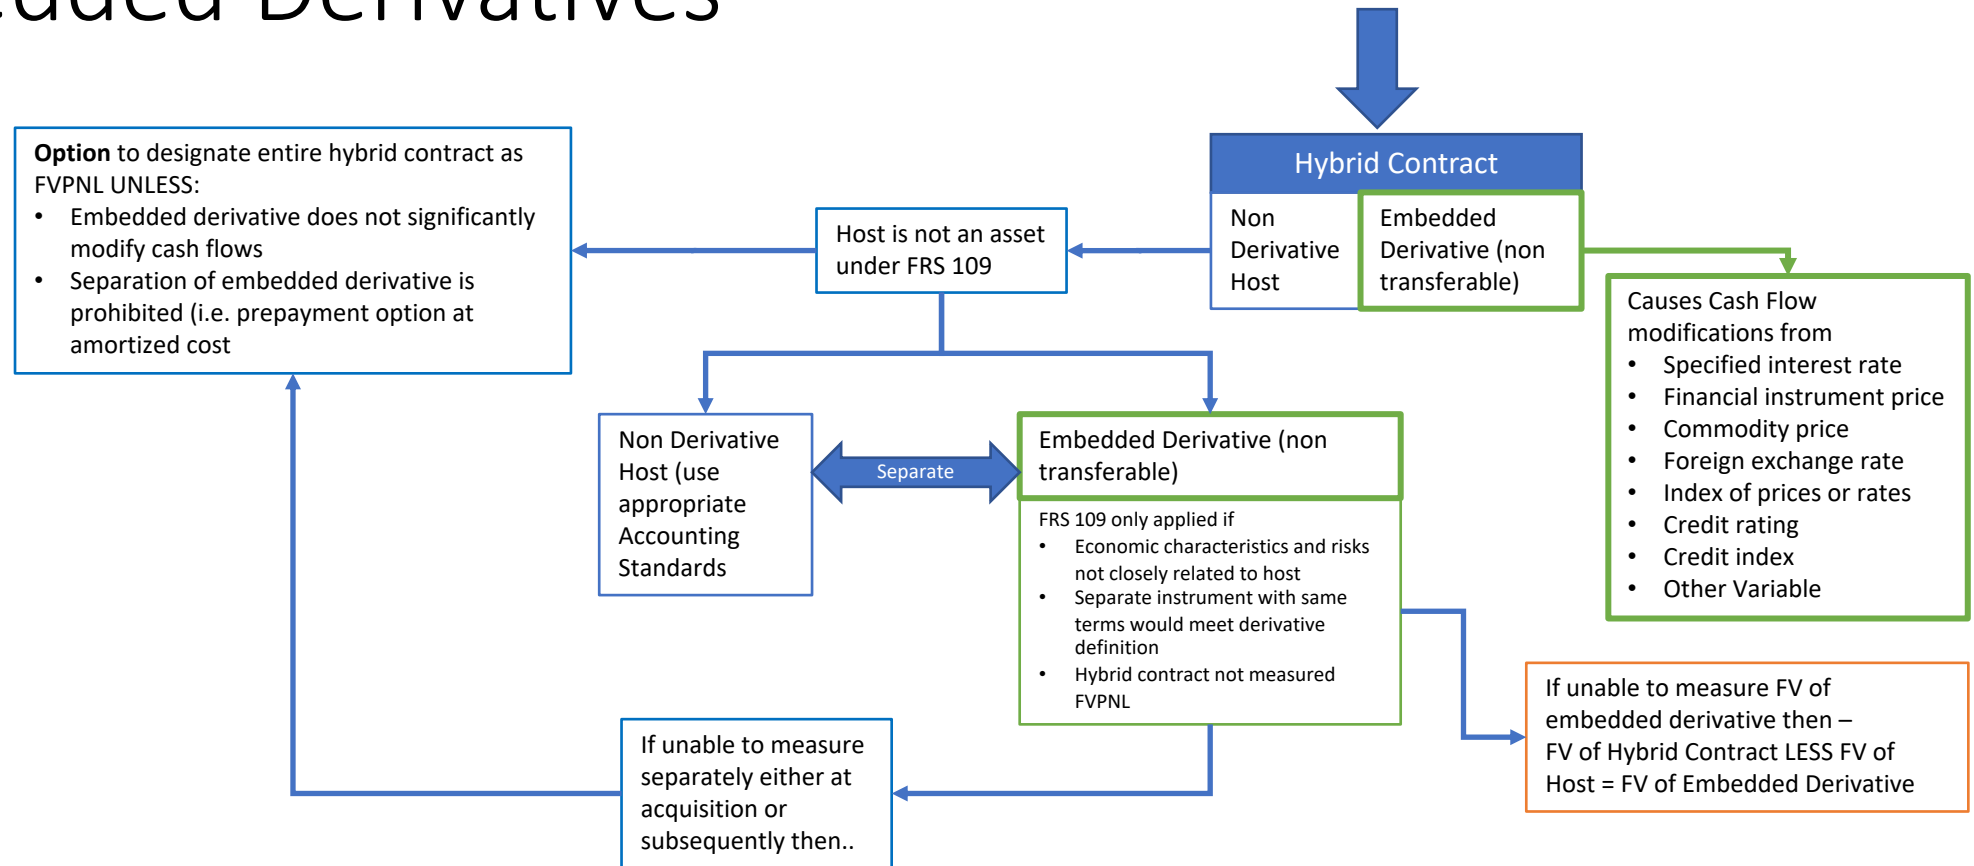 Derivatives
Hybrid Contract
Non
Derivative
Host
Embedded
Derivative (non
transferable)
Host is not an asset
under FRS 109
Option to designate entire hybrid contract as
FVPNL UNLESS:
• Embedded derivative does not significantly
modify cash flows
• Separation of embedded derivative is
prohibited (i.e. prepayment option at
amortized cost
Causes Cash Flow
modifications from
• Specified interest rate
• Financial instrument price
• Commodity price
• Foreign exchange rate
• Index of prices or rates
• Credit rating
• Credit index
• Other Variable
Non Derivative
Host (use
appropriate
Accounting
Standards
Separate
Embedded Derivative (non
transferable)
FRS 109 only applied if
• Economic characteristics and risks
not closely related to host
• Separate instrument with same
terms would meet derivative
definition
• Hybrid contract not measured
FVPNL
If unable to measure FV of
embedded derivative then –
FV of Hybrid Contract LESS FV of
Host = FV of Embedded Derivative
If unable to measure
separately either at
acquisition or
subsequently then..